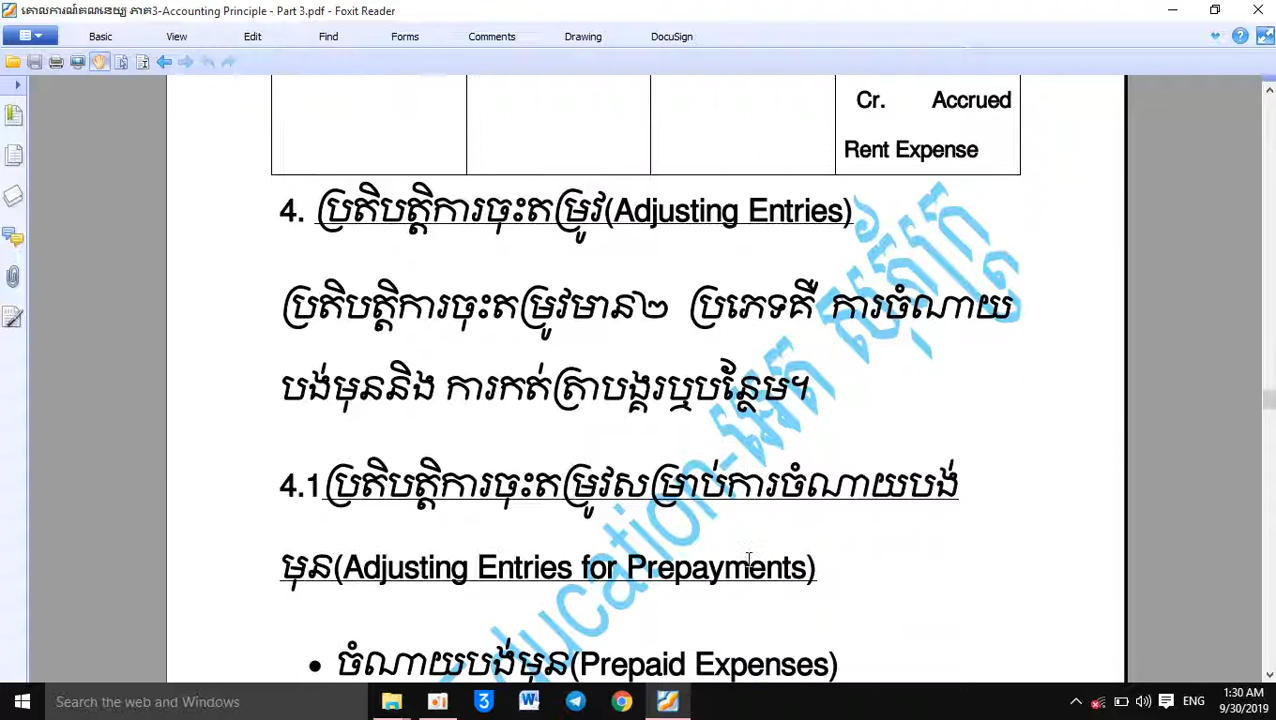 គោលការណ៍គណនេយ្យ ភាគ3-Accounting Principle - Part 3.pdf - Foxit Reader
Basic View Edit Find Forms Comments Drawing DocuSign
Cr. Accrued
Rent Expense
4. ប្រតិបត្តិការចុះតម្រូវ(Adjusting Entries)
ប្រតិបត្តិការចុះតម្រូវមាន២ ប្រភេទគឺ ការចំណាយ
បង់មុននិង ការកត់ត្រាបង្គរឬបន្ថែម។
4.1ប្រតិបត្តិការចុះតម្រូវសម្រាប់ការចំណាយបង់
មុន(Adjusting Entries for Prepayments)
• ចំណាយបង់មុន(Prepaid Expenses)
Search the web and Windows
ENG
1:30 AM
9/30/2019